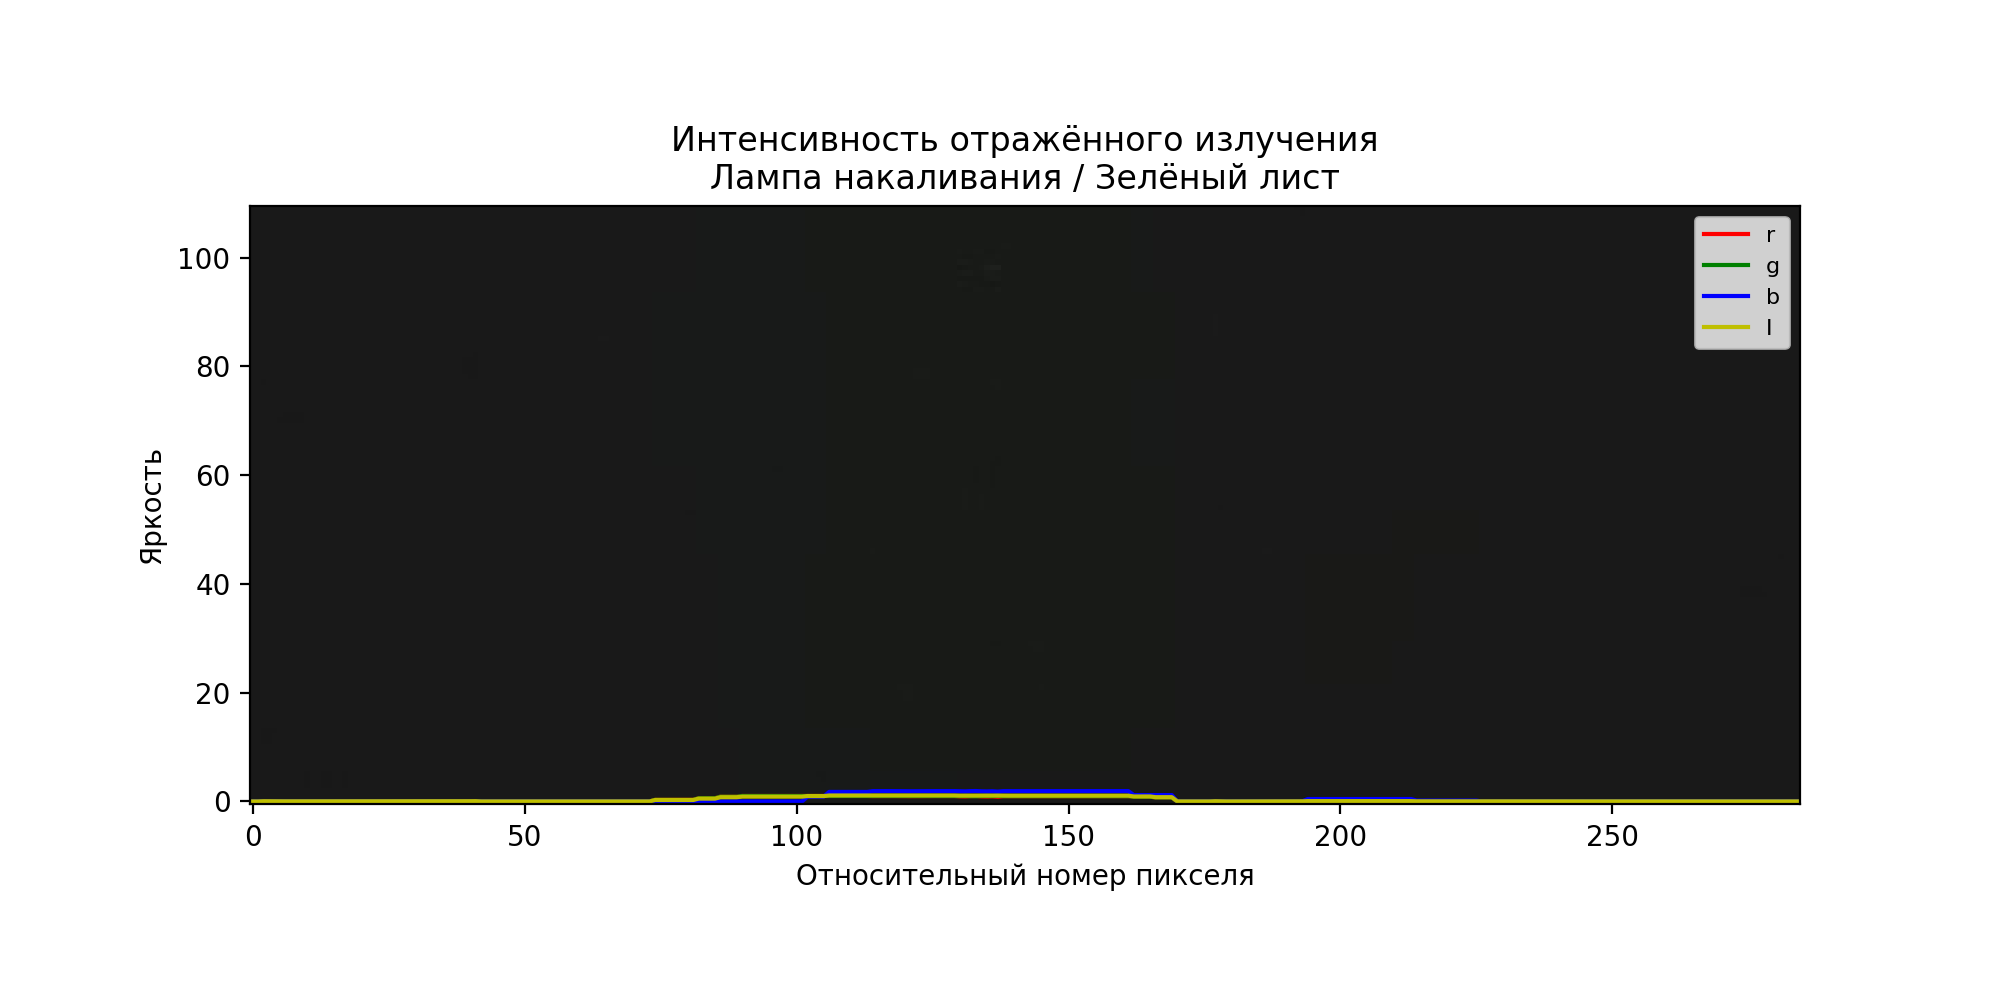 Интенсивность отражённого излучения
Лампа накаливания / Зелёный лист
r
g
b
I
Яркость
100
80
60
40
20
0
0 50 100 150 200 250
Относительный номер пикселя